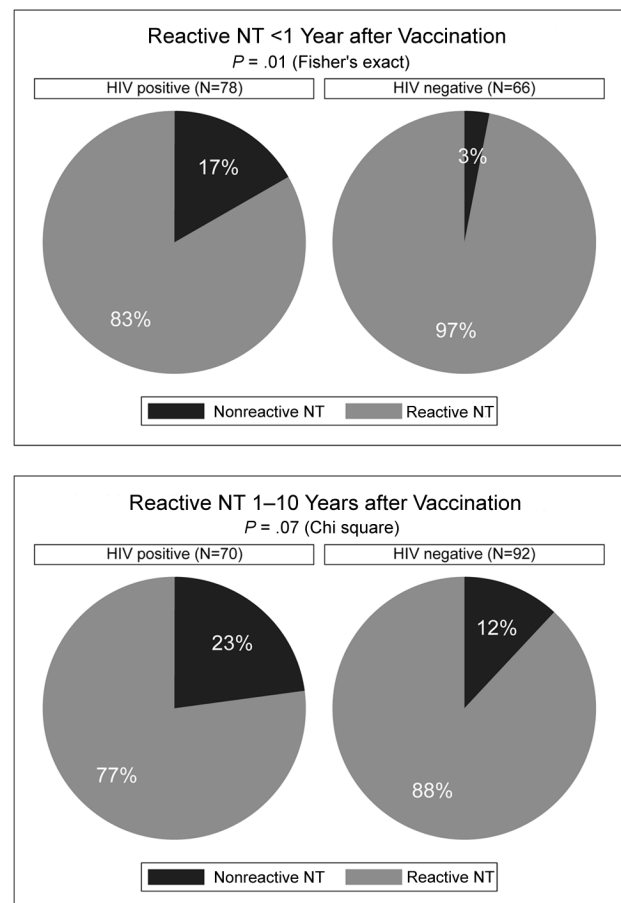 Reactive NT <1 Year after Vaccination
P = .01 (Fisher's exact)
HIV positive (N=78)
HIV negative (N=66)
17%
83%
3%
97%
Nonreactive NT
Reactive NT
Reactive NT 1–10 Years after Vaccination
P = .07 (Chi square)
HIV positive (N=70)
HIV negative (N=92)
23%
77%
12%
88%
Nonreactive NT
Reactive NT